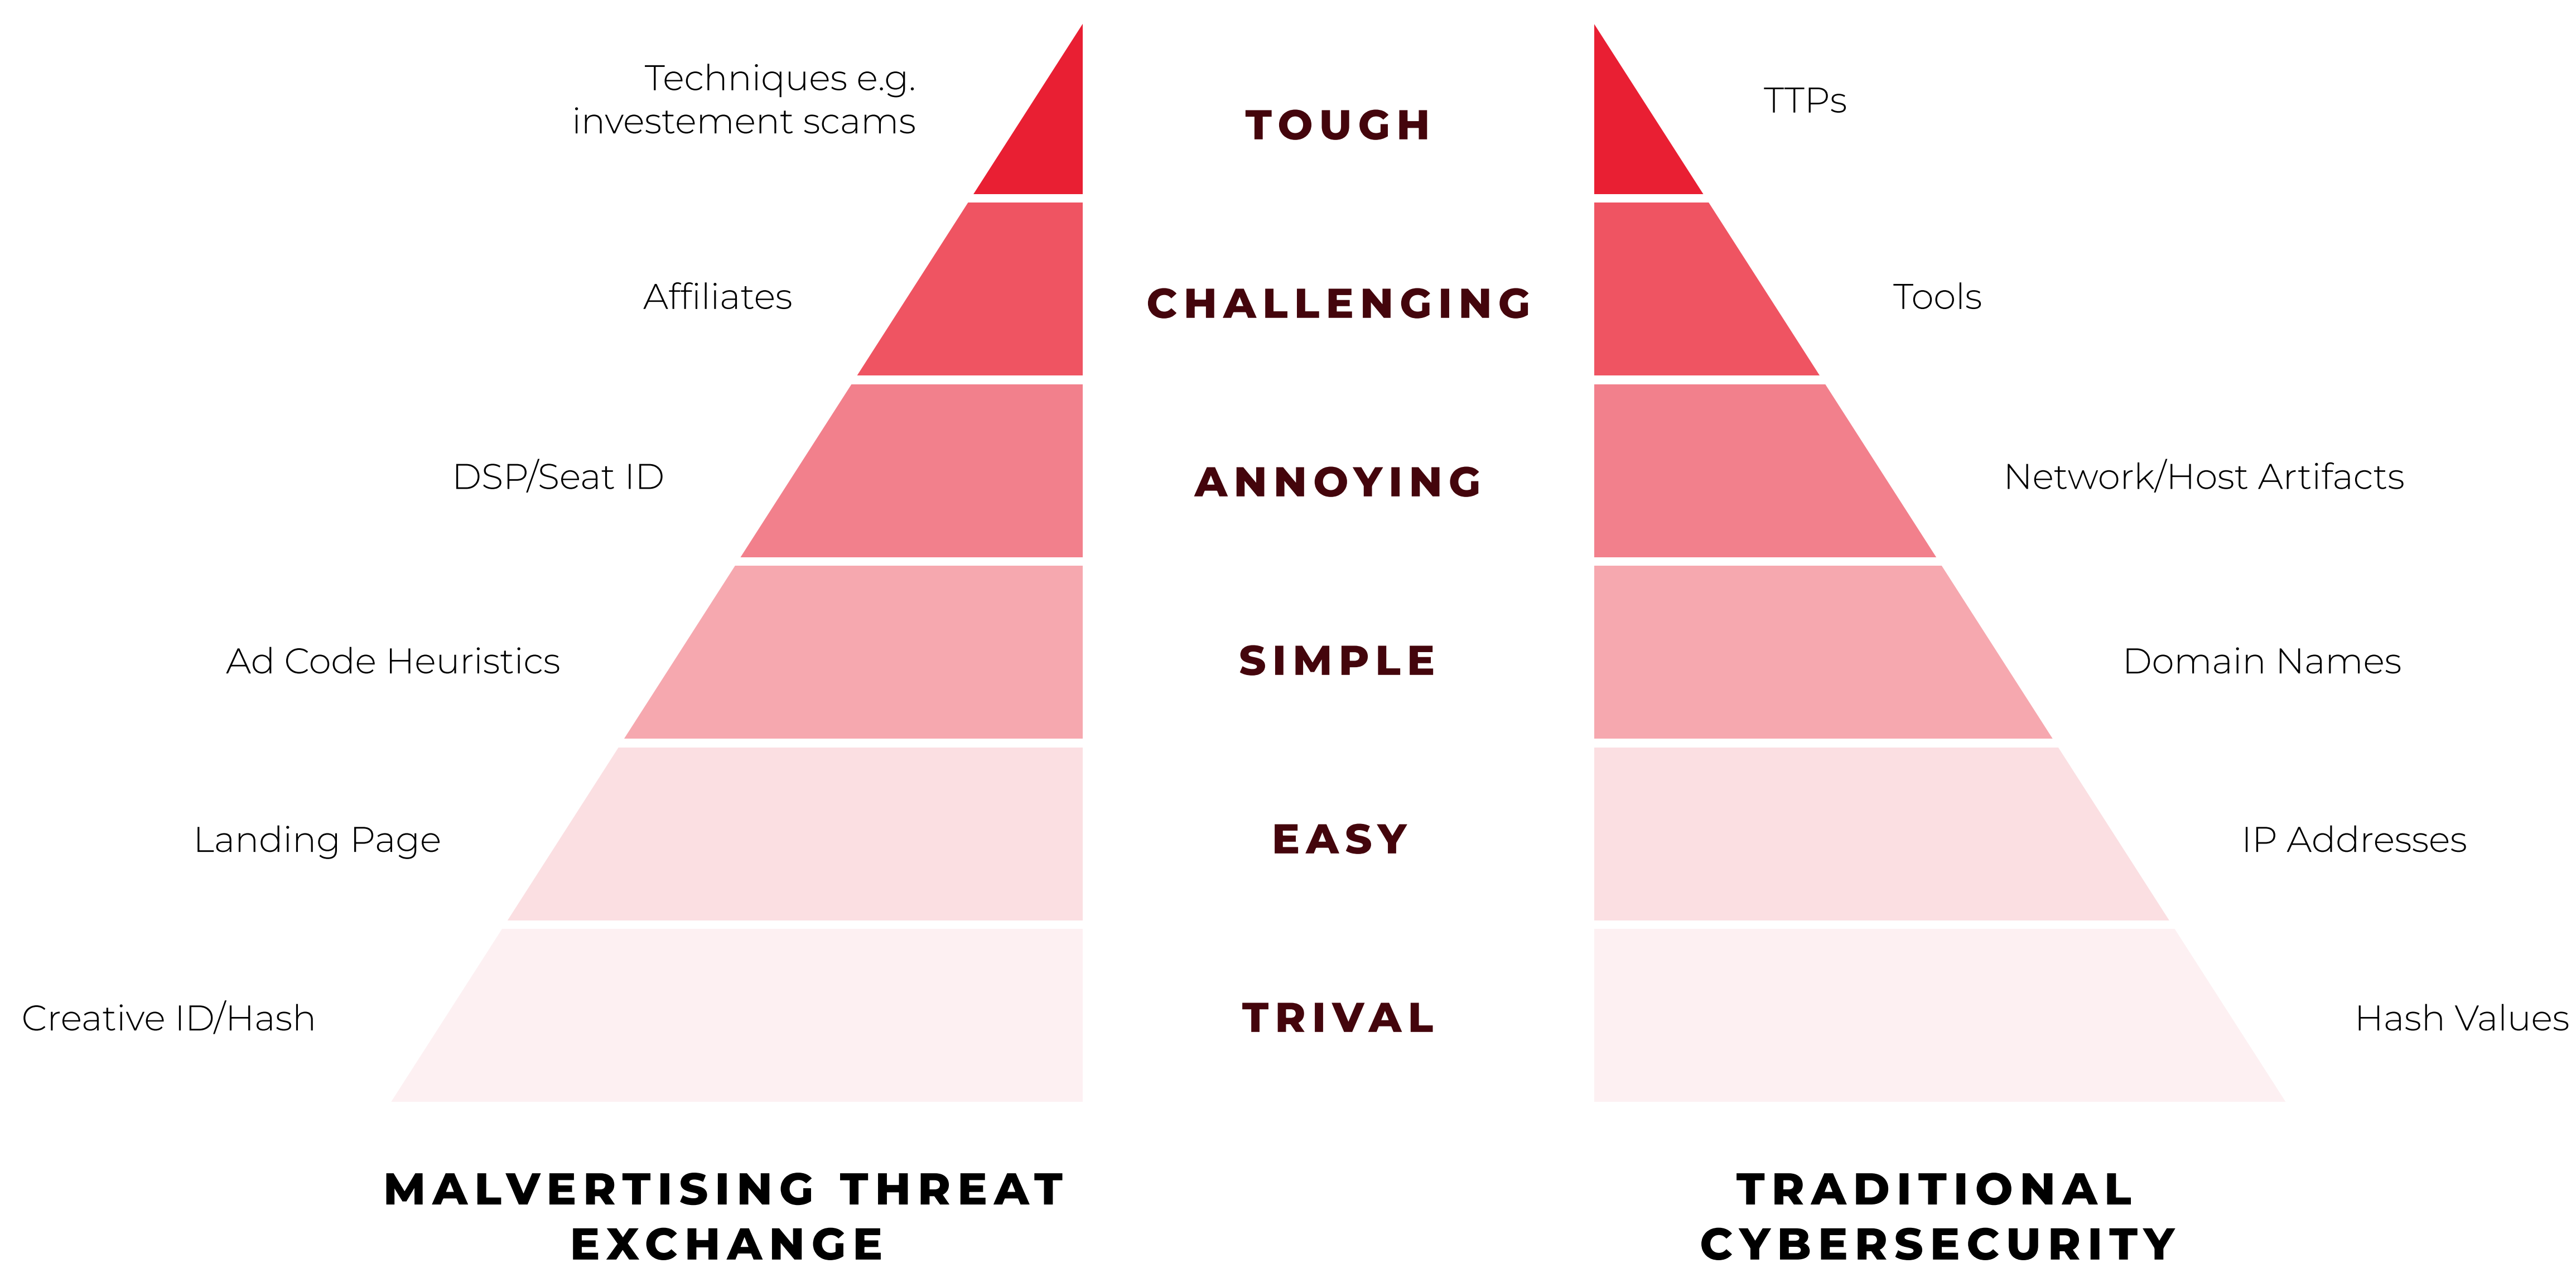 Techniques e.g.
investement scams
TOUGH
TTPs
Affiliates
CHALLENGING
Tools
DSP/Seat ID
ANNOYING
Network/Host Artifacts
Ad Code Heuristics
SIMPLE
Domain Names
Landing Page
EASY
IP Addresses
Creative ID/Hash
TRIVAL
Hash Values
MALVERTISING THREAT
EXCHANGE
TRADITIONAL
CYBERSECURITY